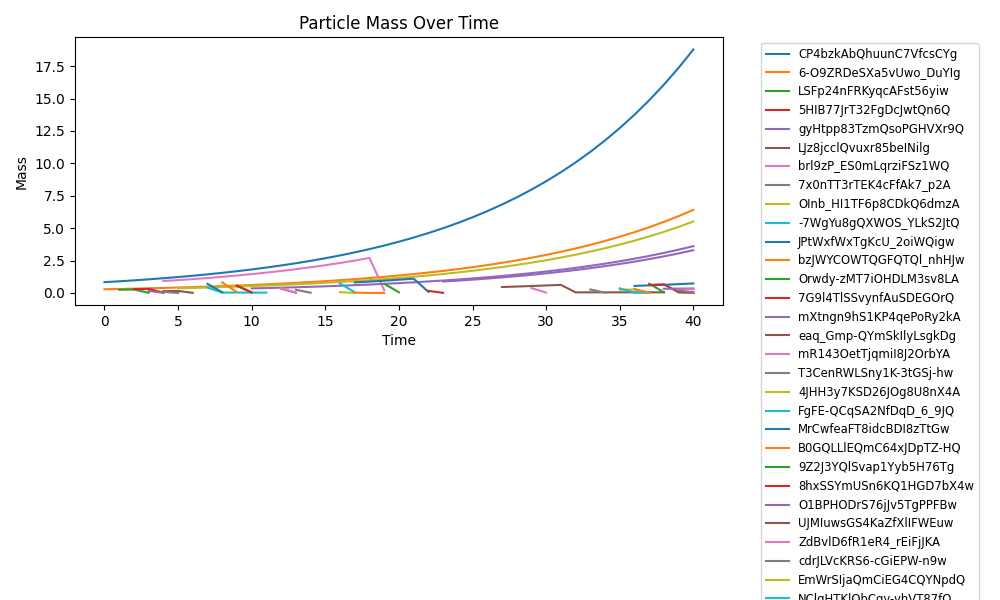 Particle Mass Over Time
17.5
15.0
12.5
10.0
7.5
5.0
2.5
0.0
Mass
0 5 10 15 20 25 30 35 40
Time
CP4bzkAbQhuunC7VfcsCYg
6-O9ZRDeSXa5vUwo_DuYIg
LSFp24nFRKyqcAFst56yiw
5HIB77JrT32FgDcJwtQn6Q
gyHtpp83TzmQsoPGHVXr9Q
LJz8jcclQvuxr85beINilg
brl9zP_ES0mLqrziFSz1WQ
7x0nTT3rTEK4cFfAk7_p2A
OInb_HI1TF6p8CDkQ6dmzA
-7WgYu8gQXWOS_YLkS2JtQ
JPtWxfWxTgKcU_2oiWQigw
bzJWYCOWTQGFQTQl_nhHJw
Orwdy-zMT7iOHDLM3sv8LA
7G9l4TlSSvynfAuSDEGOrQ
mXtngn9hS1KP4qePoRy2kA
eaq_Gmp-QYmSkIlyLsgkDg
mR143OetTjqmiI8J2OrbYA
T3CenRWLSny1K-3tGSj-hw
4JHH3y7KSD26JOg8U8nX4A
FgFE-QCqSA2NfDqD_6_9JQ
MrCwfeaFT8idcBDI8zTtGw
B0GQLLlEQmC64xJDpTZ-HQ
9Z2J3YQlSvap1Yyb5H76Tg
8hxSSYmUSn6KQ1HGD7bX4w
O1BPHODrS76jJv5TgPPFBw
UJMIuwsGS4KaZfXlIFWEuw
ZdBvlD6fR1eR4_rEiFjJKA
cdrJLVcKRS6-cGiEPW-n9w
EmWrSIjaQmCiEG4CQYNpdQ